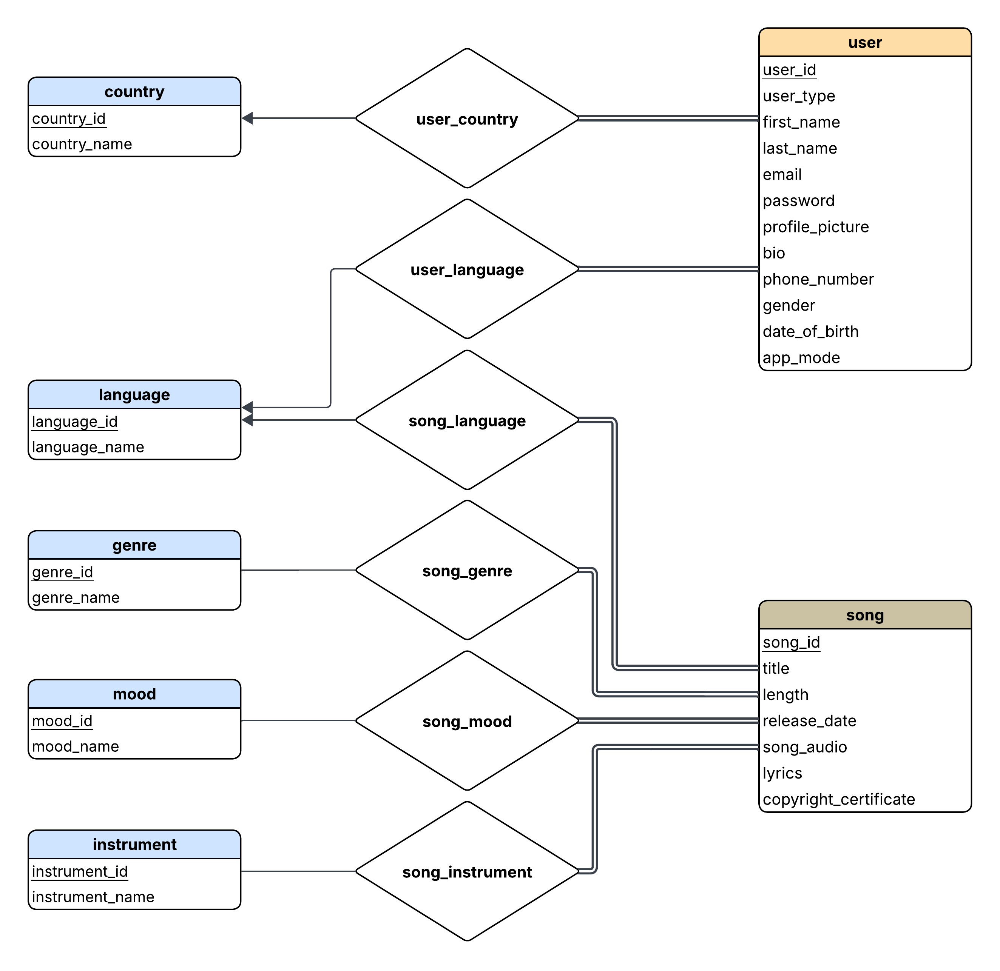 user
user_id
user_type
first_name
last_name
email
password
profile_picture
bio
phone_number
gender
date_of_birth
app_mode
country
country_id
country_name
user_country
user_language
language
language_id
language_name
song_language
genre
genre_id
genre_name
song_genre
song
song_id
title
length
release_date
song_audio
lyrics
copyright_certificate
mood
mood_id
mood_name
song_mood
instrument
instrument_id
instrument_name
song_instrument